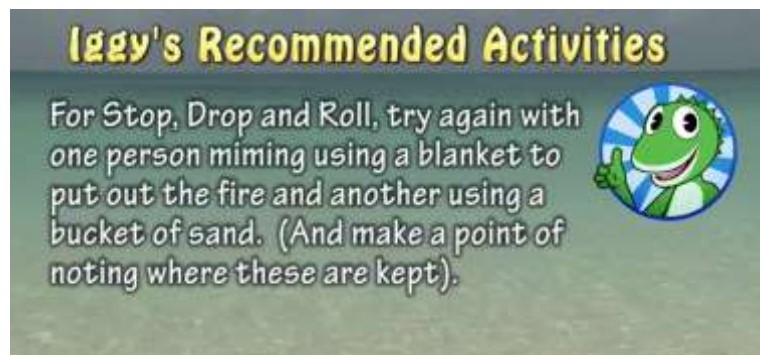 Iggy's Recommended Activities
For Stop, Drop and Roll, try again with
one person miming using a blanket to
put out the fire and another using a
bucket of sand. (And make a point of
noting where these are kept).